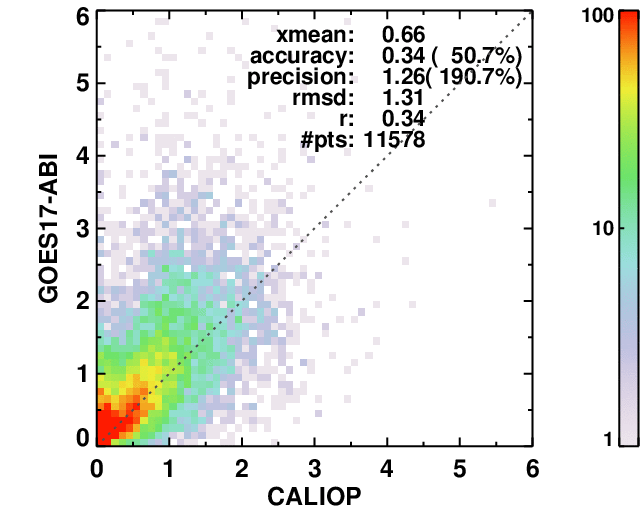 6
5
4
3
2
1
0
GOES17-ABI
xmean: 0.66
accuracy: 0.34 ( 50.7%)
precision: 1.26( 190.7%)
rmsd: 1.31
r: 0.34
#pts: 11578
0 1 2 3 4 5 6
CALIOP
100
10
1